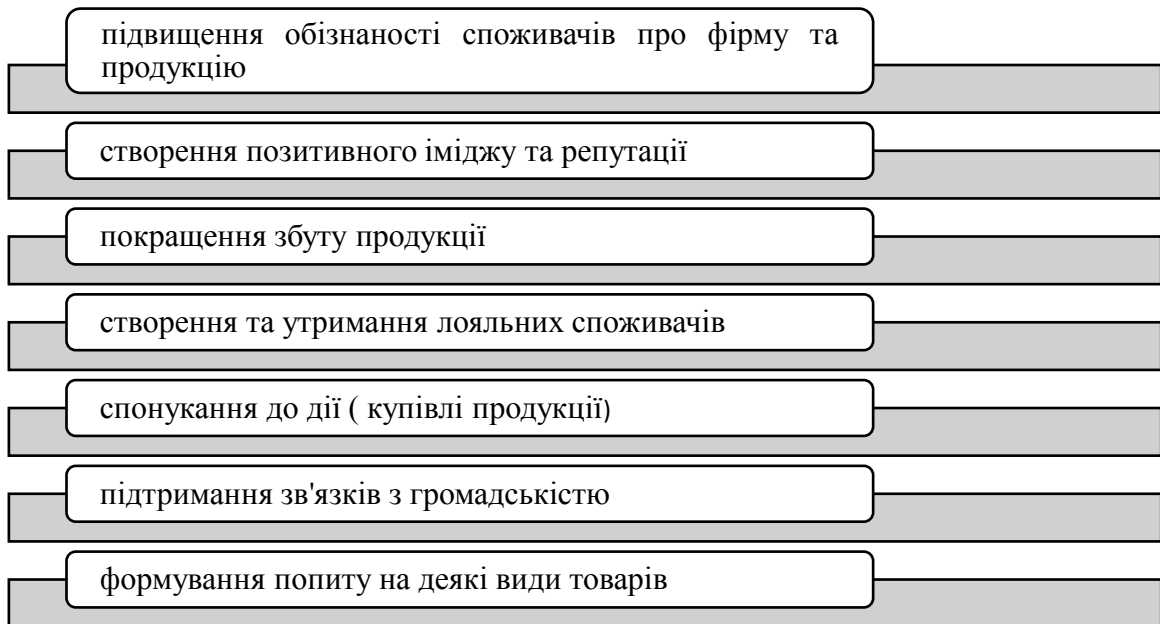 підвищення обізнаності споживачів про фірму та
продукцію
створення позитивного іміджу та репутації
покращення збуту продукції
створення та утримання лояльних споживачів
спонукання до дії ( купівлі продукції)
підтримання зв'язків з громадськістю
формування попиту на деякі види товарів